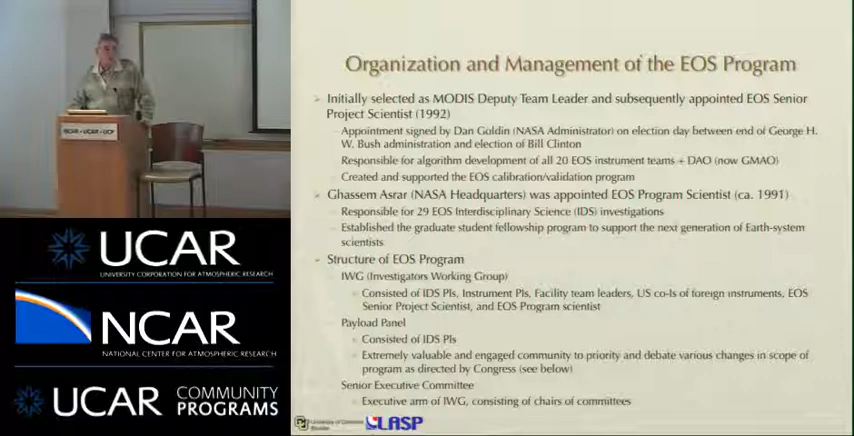 NCAR • UCAR • UCP
UCAR
UNIVERSITY CORPORATION FOR ATMOSPHERIC RESEARCH
NCAR
NATIONAL CENTER FOR ATMOSPHERIC RESEARCH
UCAR COMMUNITY
PROGRAMS
Organization and Management of the EOS Program
Initially selected as MODIS Deputy Team Leader and subsequently appointed EOS Senior
Project Scientist (1992)
Appointment signed by Dan Goldin (NASA Administrator) on election day between end of George H.
W. Bush administration and election of Bill Clinton
Responsible for algorithm development of all 20 EOS instrument teams + DAO (now GMAO)
Created and supported the EOS calibration/validation program
Ghassem Asrar (NASA Headquarters) was appointed EOS Program Scientist (ca. 1991)
Responsible for 29 EOS Interdisciplinary Science (IDS) investigations
Established the graduate student fellowship program to support the next generation of Earth-system
scientists
Structure of EOS Program
IWG (Investigators Working Group)
Consisted of IDS PIs, Instrument PIs, Facility team leaders, US co-Is of foreign instruments, EOS
Senior Project Scientist, and EOS Program scientist
Payload Panel
Consisted of IDS PIs
Extremely valuable and engaged community to priority and debate various changes in scope of
program as directed by Congress (see below)
Senior Executive Committee
Executive arm of IWG, consisting of chairs of committees
University of Colorado
Boulder
LASP